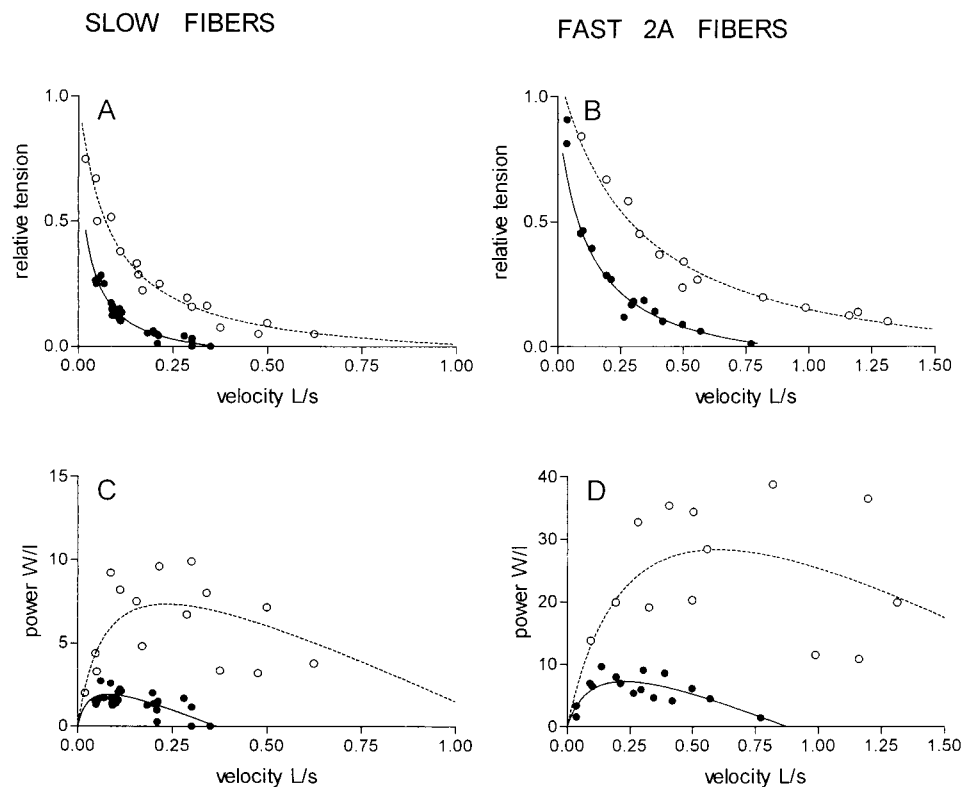 SLOW FIBERS
FAST 2A FIBERS
A
relative tension
1.0
0.5
0.0
0.00 0.25 0.50 0.75 1.00
velocity L/s
B
relative tension
1.0
0.5
0.0
0.00 0.25 0.50 0.75 1.00 1.25 1.50
velocity L/s
C
power W/l
15
10
5
0
0.00 0.25 0.50 0.75 1.00
velocity L/s
D
power W/l
40
30
20
10
0
0.00 0.25 0.50 0.75 1.00 1.25 1.50
velocity L/s